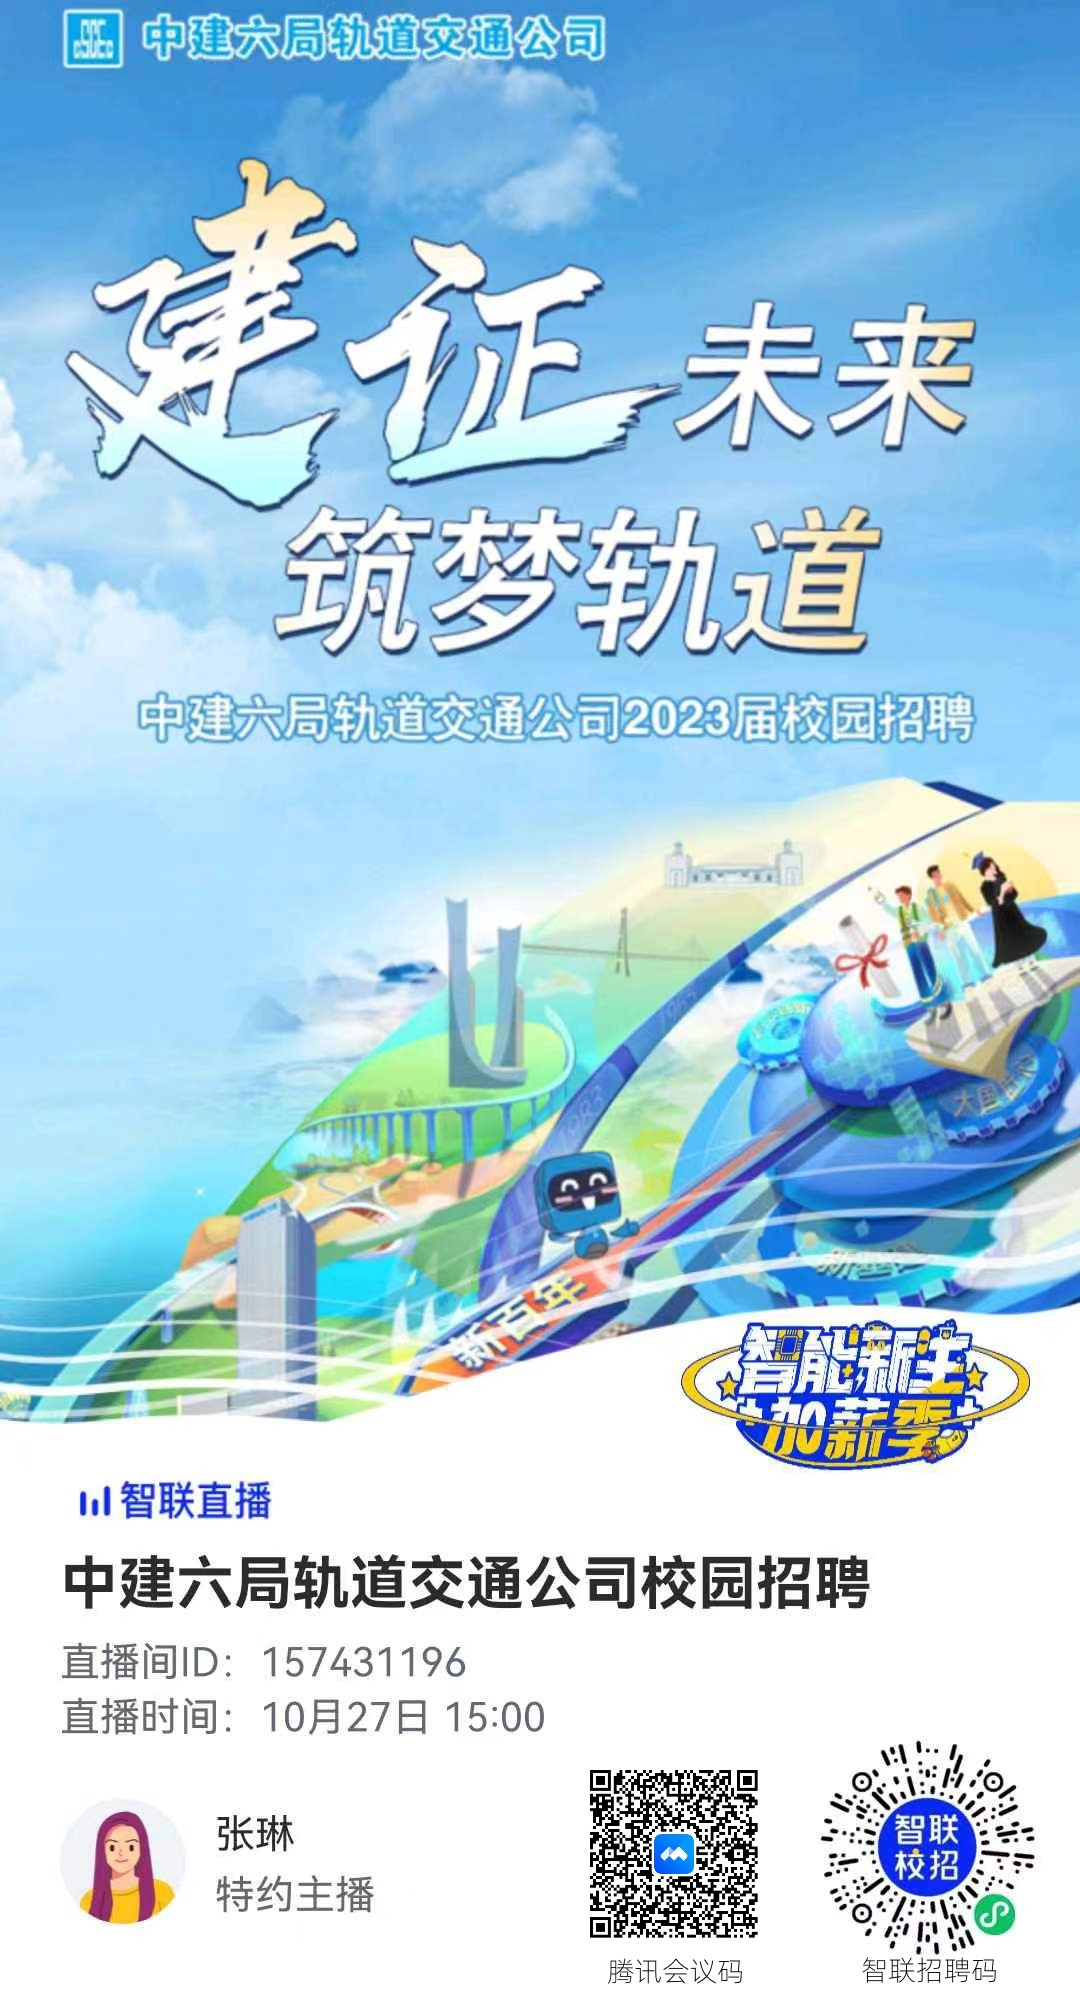 中建六局轨道交通公司
建证未来
筑梦轨道
中建六局轨道交通公司2023届校园招聘
1983
新百年
智能新生
加薪季
智联直播
中建六局轨道交通公司校园招聘
直播间ID：157431196
直播时间：10月27日 15:00
张琳
特约主播
智联
校招
腾讯会议码
智联招聘码